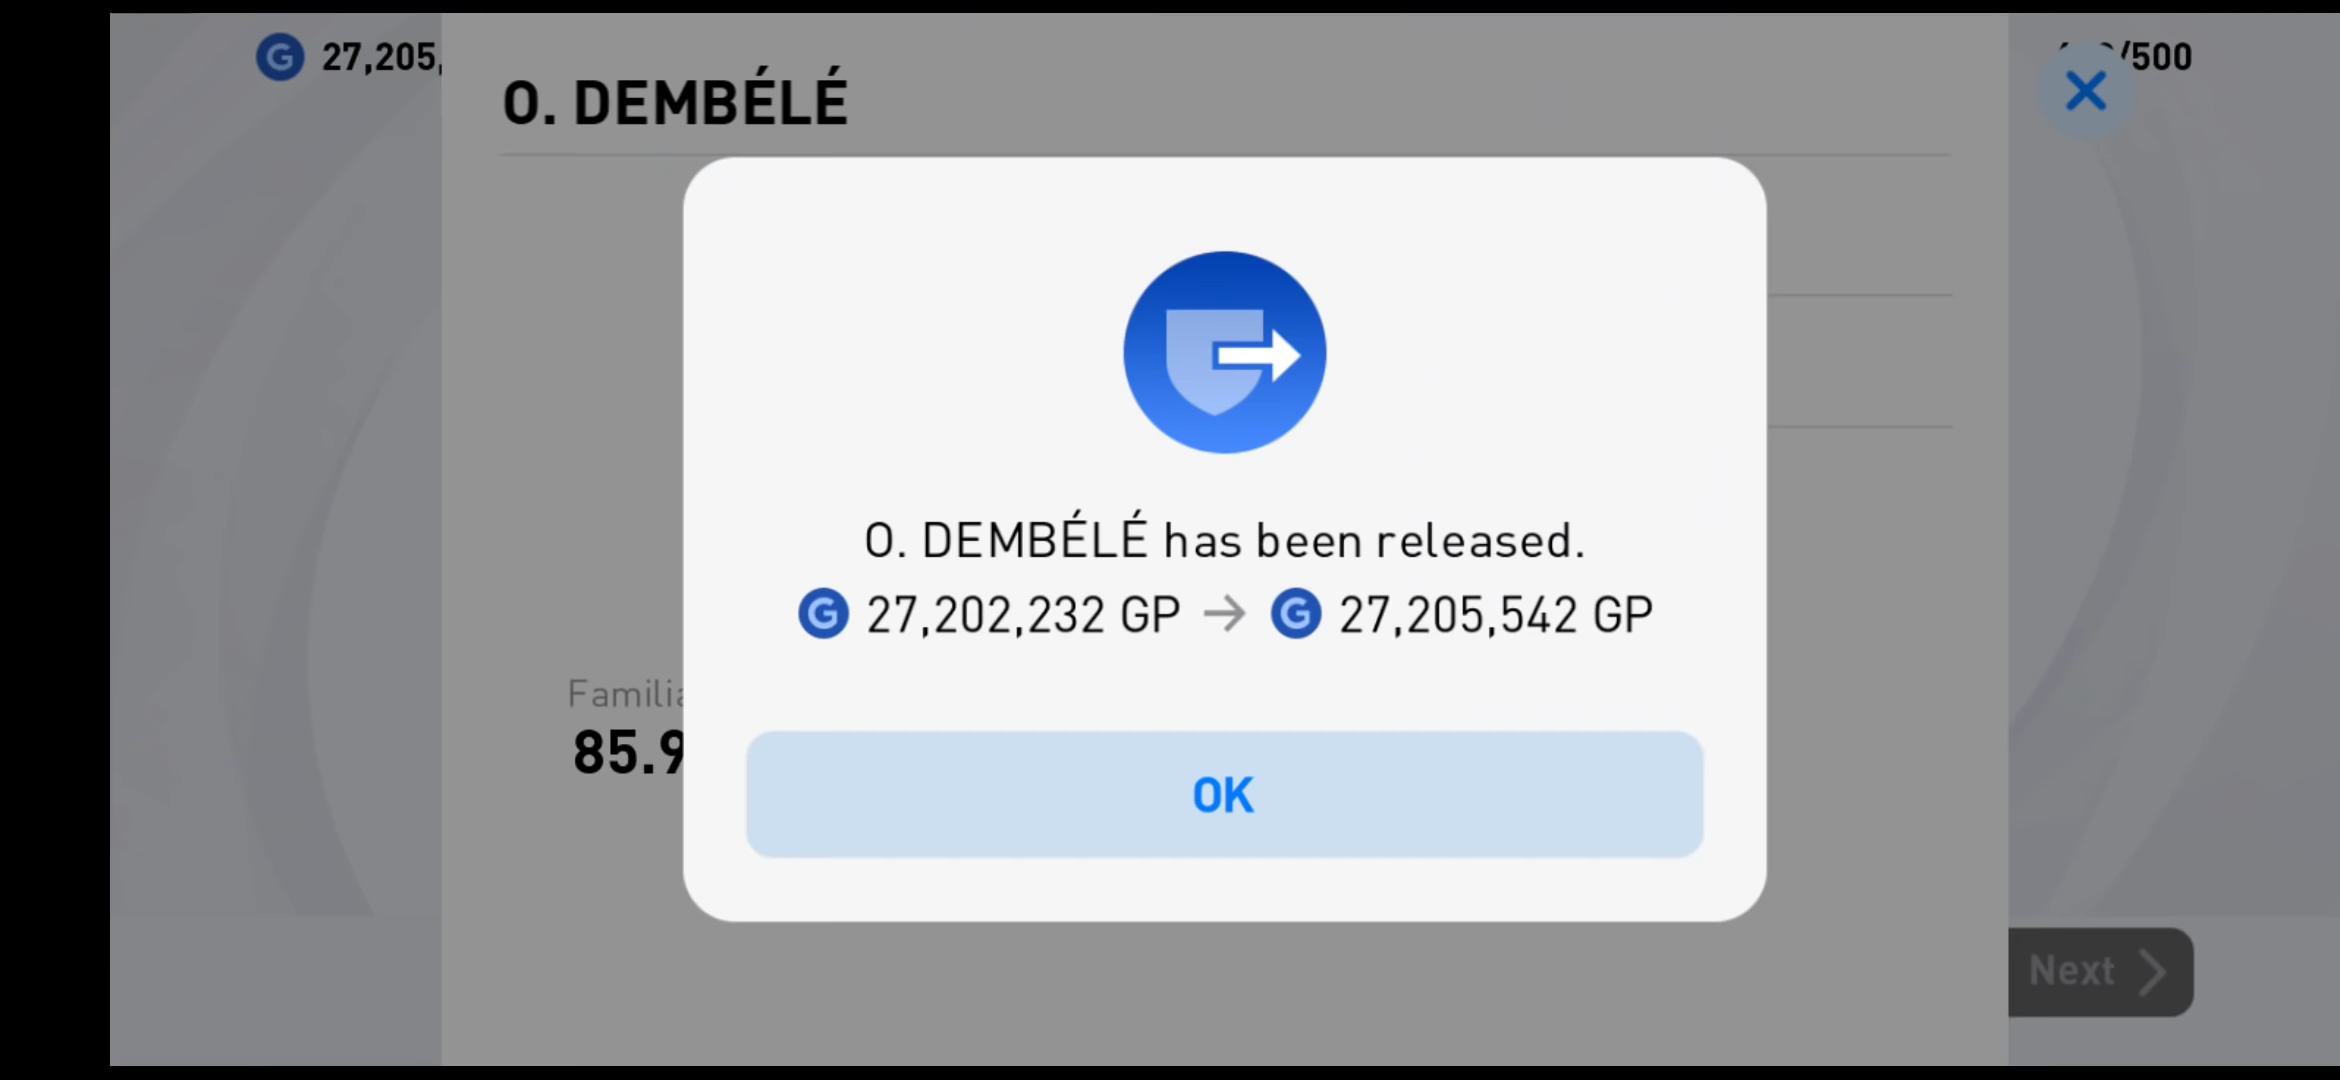 27,205,
/500
O. DEMBÉLÉ
O. DEMBÉLÉ has been released.
G 27,202,232 GP → G 27,205,542 GP
85.9
OK
Next